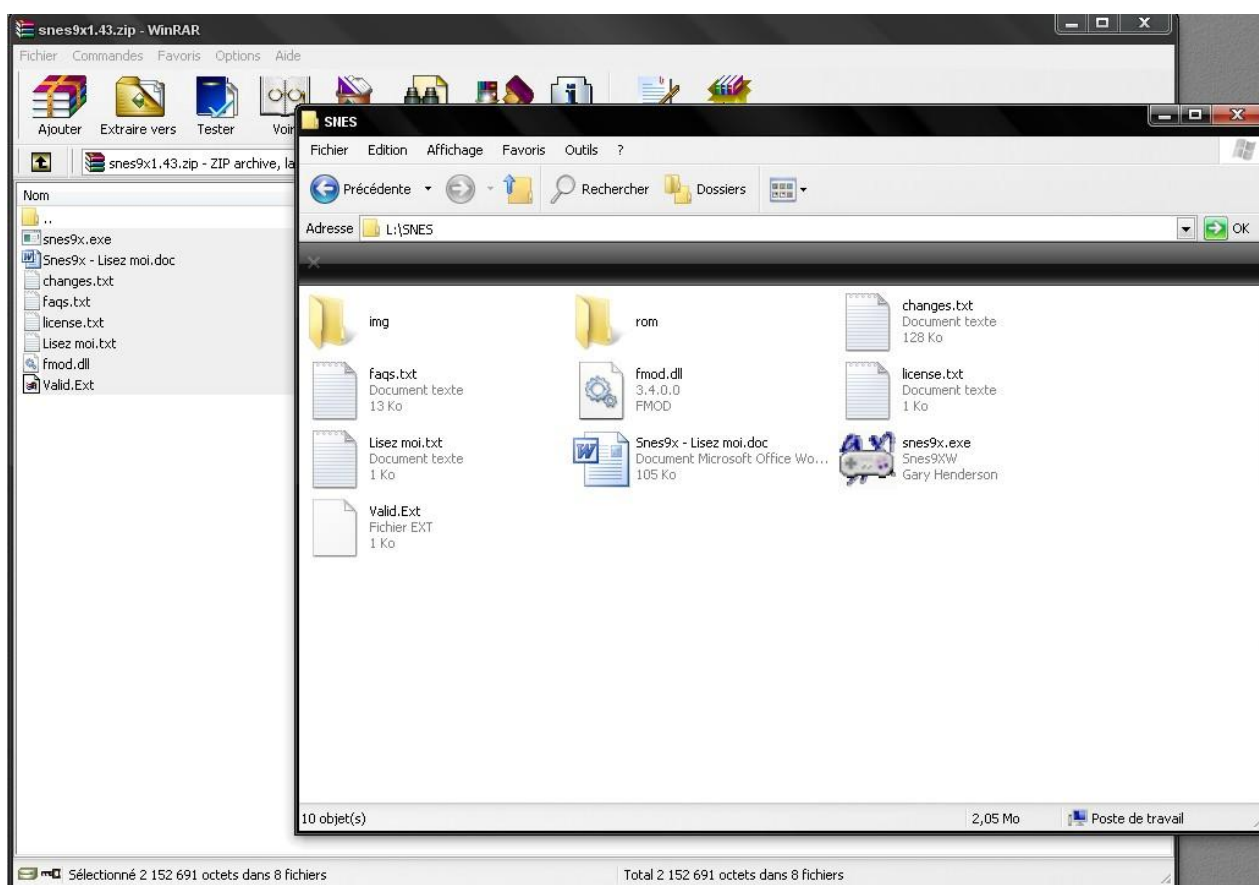 snes9x1.43.zip - WinRAR
Fichier Commandes Favoris Options Aide
Ajouter Extraire vers Tester Voir
snes9x1.43.zip - ZIP archive, la
Nom
..
snes9x.exe
Snes9x - Lisez moi.doc
changes.txt
faqs.txt
license.txt
Lisez moi.txt
fmod.dll
Valid.Ext
Sélectionné 2 152 691 octets dans 8 fichiers
Total 2 152 691 octets dans 8 fichiers
SNES
Fichier Edition Affichage Favoris Outils ?
Précédente Rechercher Dossiers
Adresse L:\SNES OK
img
rom
changes.txt
Document texte
128 Ko
faqs.txt
Document texte
13 Ko
fmod.dll
3.4.0.0
FMOD
license.txt
Document texte
1 Ko
Lisez moi.txt
Document texte
1 Ko
Snes9x - Lisez moi.doc
Document Microsoft Office Wo...
105 Ko
snes9x.exe
Snes9XW
Gary Henderson
Valid.Ext
Fichier EXT
1 Ko
10 objet(s)
2,05 Mo
Poste de travail